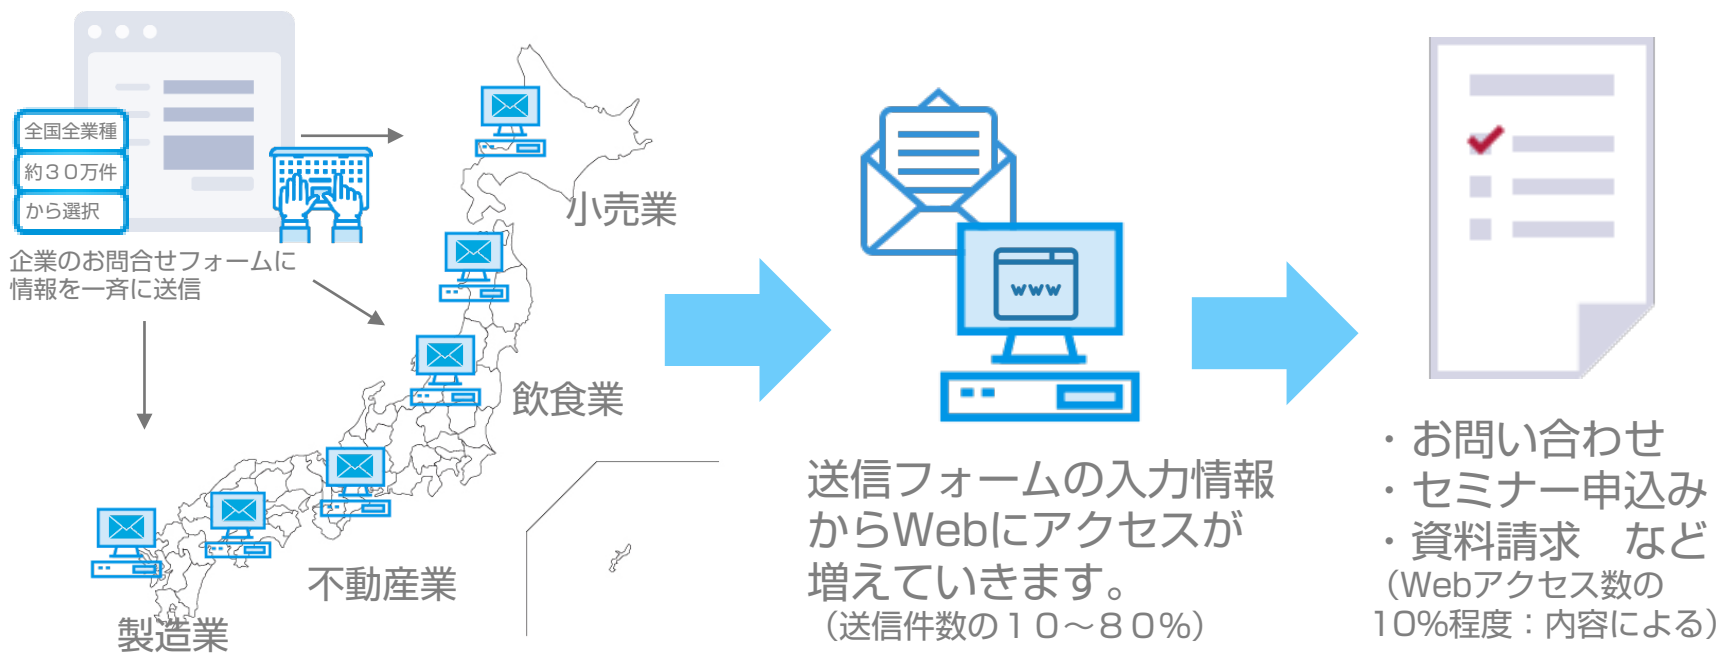 全国全業種
約３０万件
から選択
企業のお問合せフォームに
情報を一斉に送信
小売業
飲食業
不動産業
製造業
www
送信フォームの入力情報
からWebにアクセスが
増えていきます。
（送信件数の１０～８０％）
・お問い合わせ
・セミナー申込み
・資料請求　など
（Webアクセス数の
10%程度：内容による）